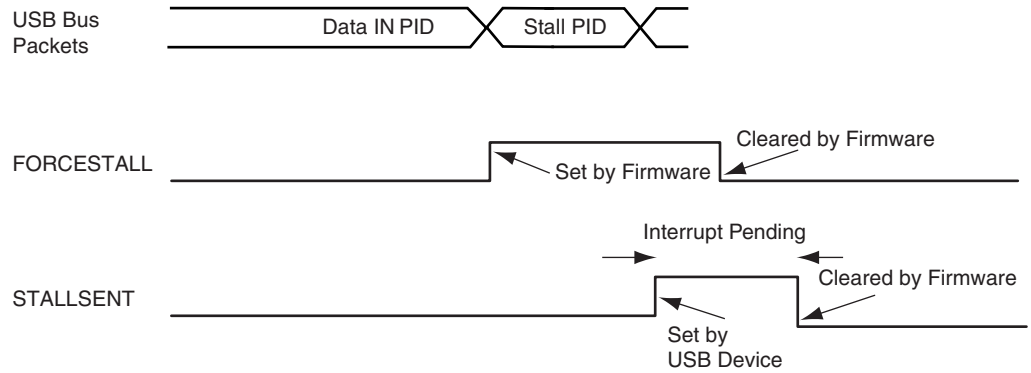 USB Bus
Packets
Data IN PID
Stall PID
FORCESTALL
Set by Firmware
Cleared by Firmware
Interrupt Pending
STALLSENT
Cleared by Firmware
Set by
USB Device